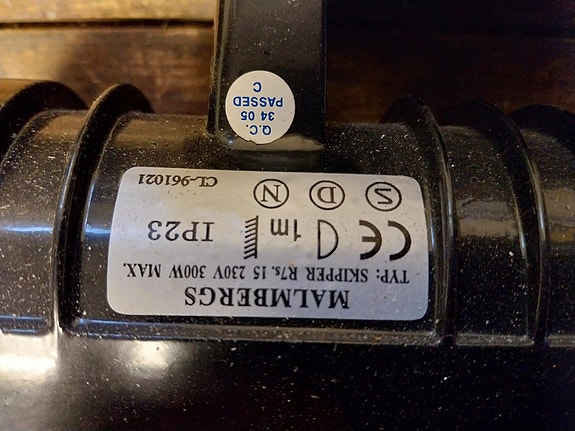 MALMBERGS
TYP: SKIPPER R7s.15 230V 300W MAX.
CE 1m IP23
S D N
CL-961021
Q.C.
34 05
PASSED
C